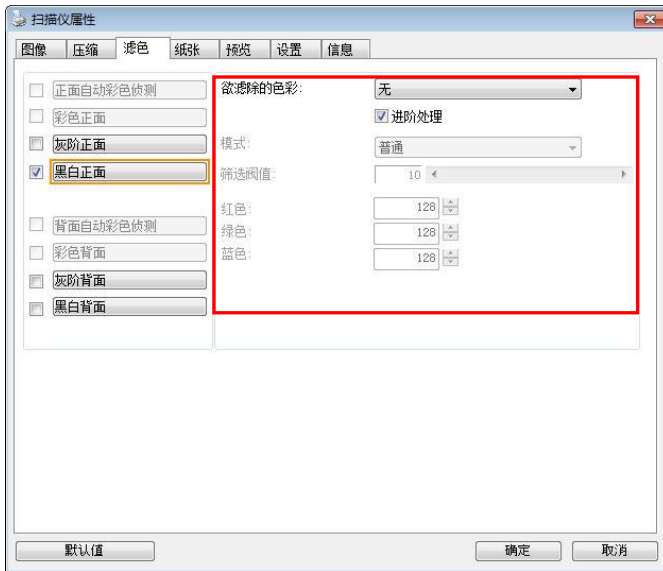 扫描仪属性
图像 压缩 滤色 纸张 预览 设置 信息
正面自动彩色侦测
彩色正面
灰阶正面
黑白正面
背面自动彩色侦测
彩色背面
灰阶背面
黑白背面
欲滤除的色彩: 无
进阶处理
模式: 普通
筛选阀值: 10
红色: 128
绿色: 128
蓝色: 128
默认值 确定 取消